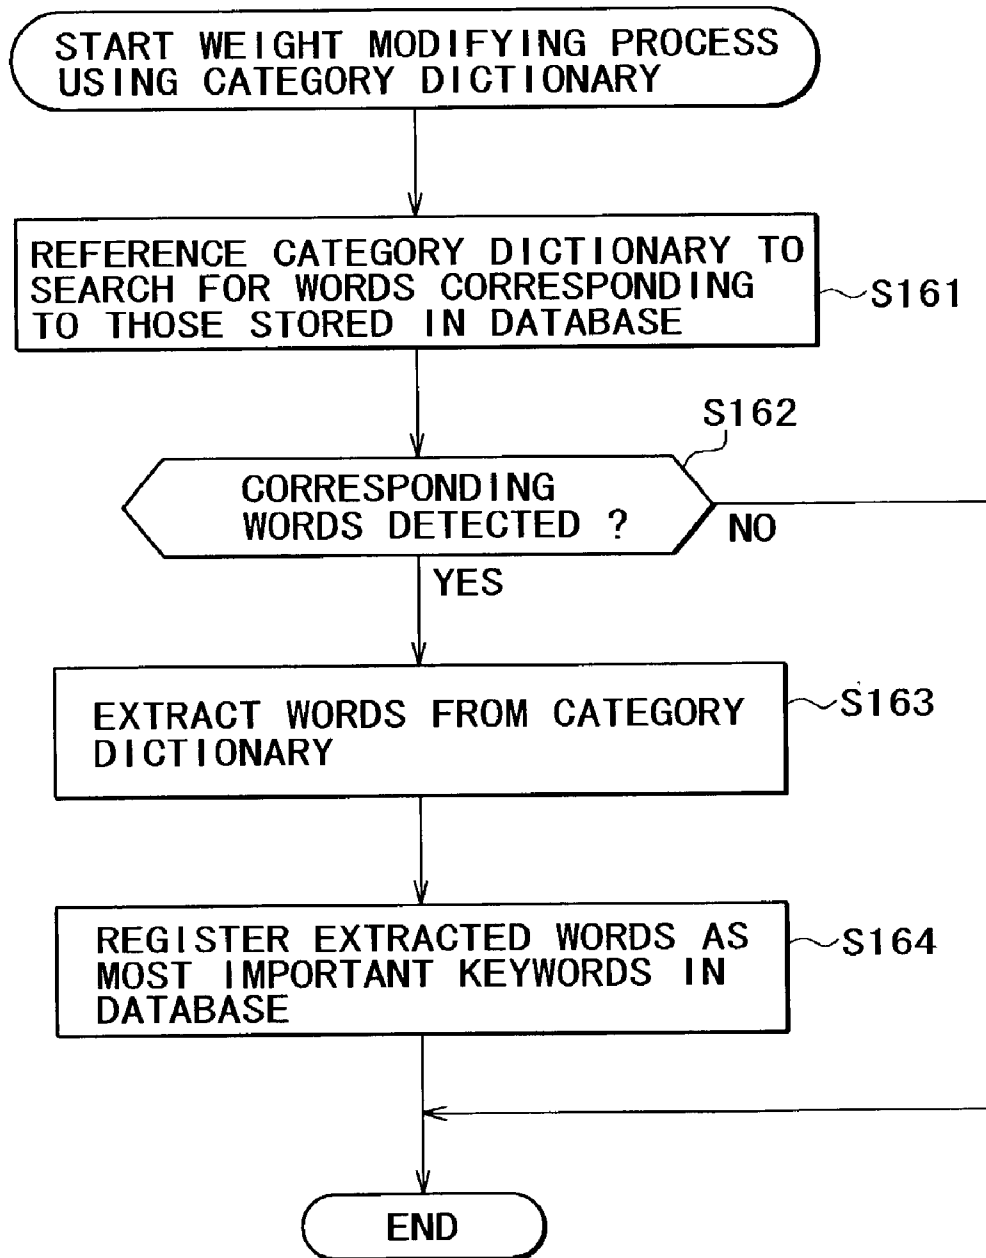 START WEIGHT MODIFYING PROCESS
USING CATEGORY DICTIONARY
REFERENCE CATEGORY DICTIONARY TO
SEARCH FOR WORDS CORRESPONDING
TO THOSE STORED IN DATABASE
S161
S162
CORRESPONDING
WORDS DETECTED ?
NO
YES
EXTRACT WORDS FROM CATEGORY
DICTIONARY
S163
REGISTER EXTRACTED WORDS AS
MOST IMPORTANT KEYWORDS IN
DATABASE
S164
END